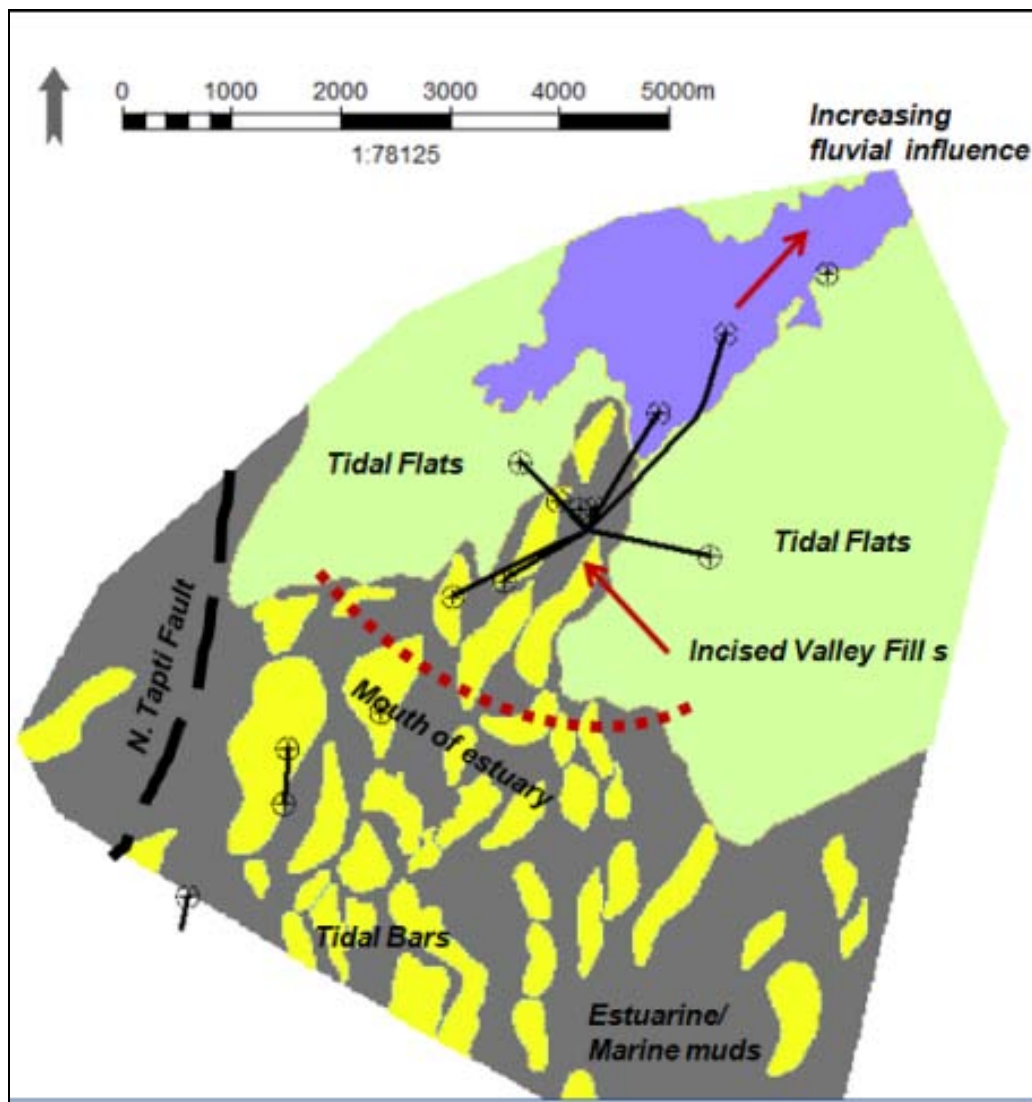 0 1000 2000 3000 4000 5000m
1:78125
Increasing
fluvial influence
Tidal Flats
Tidal Flats
N. Tapti Fault
Incised Valley Fill s
Mouth of estuary
Tidal Bars
Estuarine/
Marine muds